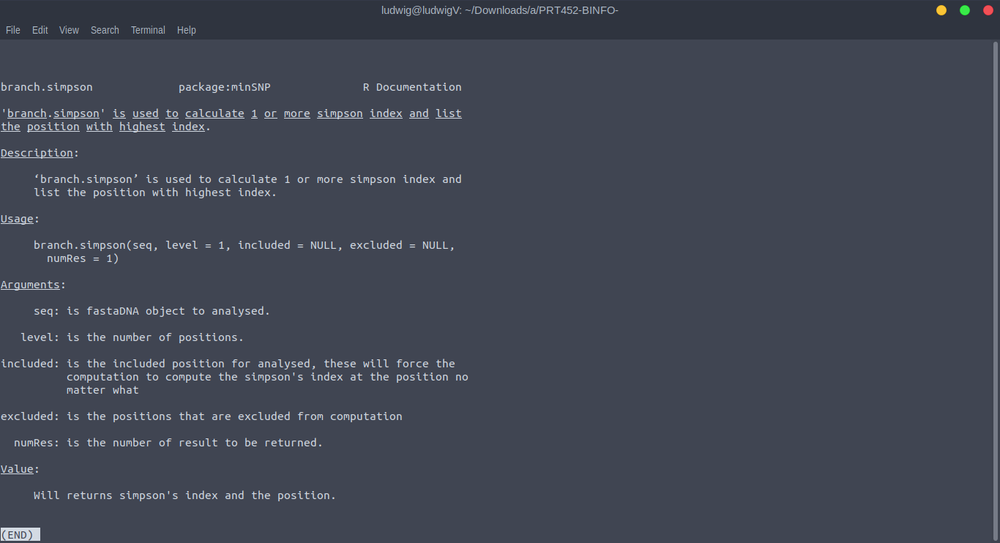 ludwig@ludwigV: ~/Downloads/a/PRT452-BINFO-
File Edit View Search Terminal Help
branch.simpson package:minSNP R Documentation
'branch.simpson' is used to calculate 1 or more simpson index and list
the position with highest index.
Description:
‘branch.simpson’ is used to calculate 1 or more simpson index and
list the position with highest index.
Usage:
branch.simpson(seq, level = 1, included = NULL, excluded = NULL,
numRes = 1)
Arguments:
seq: is fastaDNA object to analysed.
level: is the number of positions.
included: is the included position for analysed, these will force the
computation to compute the simpson's index at the position no
matter what
excluded: is the positions that are excluded from computation
numRes: is the number of result to be returned.
Value:
Will returns simpson's index and the position.
(END)